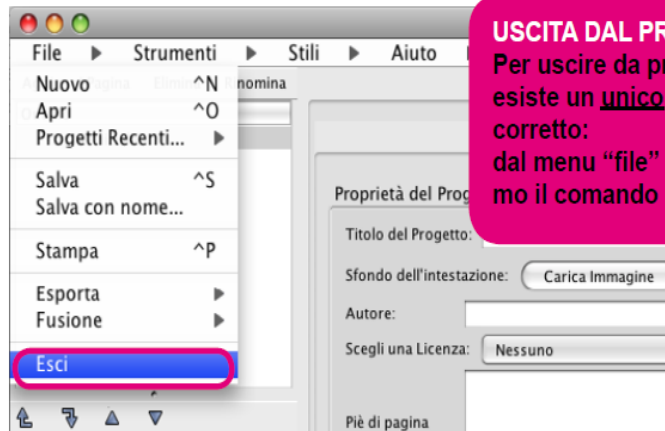 File Strumenti Stili Aiuto
Nuovo ^N
Apri ^O
Progetti Recenti...
Salva ^S
Salva con nome...
Stampa ^P
Esporta
Fusione
Esci
nomina
USCITA DAL PR
Per uscire da pr
esiste un unico
corretto:
dal menu “file”
mo il comando
Proprietà del Prog
Titolo del Progetto:
Sfondo dell'intestazione: Carica Immagine
Autore:
Scegli una Licenza: Nessuno
Piè di pagina